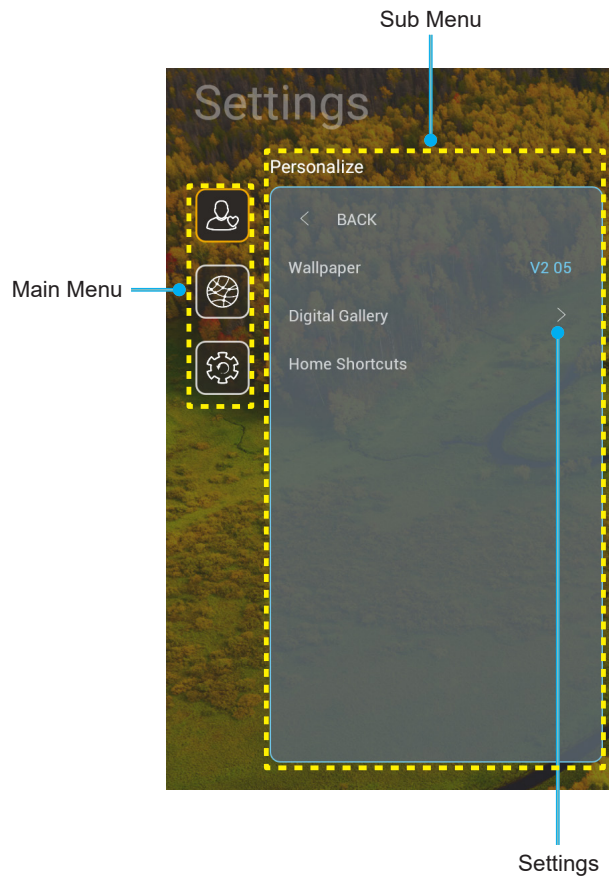 Sub Menu
Settings
Personalize
BACK
Wallpaper V2 05
Main Menu
Digital Gallery
Home Shortcuts
Settings